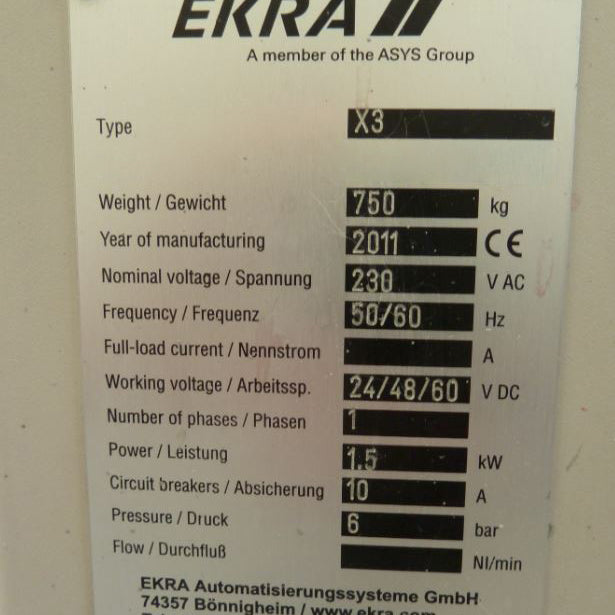 EKRA
A member of the ASYS Group
Type X3
Weight / Gewicht 750 kg
Year of manufacturing 2011 CE
Nominal voltage / Spannung 230 V AC
Frequency / Frequenz 50/60 Hz
Full-load current / Nennstrom A
Working voltage / Arbeitssp. 24/48/60 V DC
Number of phases / Phasen 1
Power / Leistung 1.5 kW
Circuit breakers / Absicherung 10 A
Pressure / Druck 6 bar
Flow / Durchfluß Nl/min
EKRA Automatisierungssysteme GmbH
74357 Bönnigheim / www.ekra.com